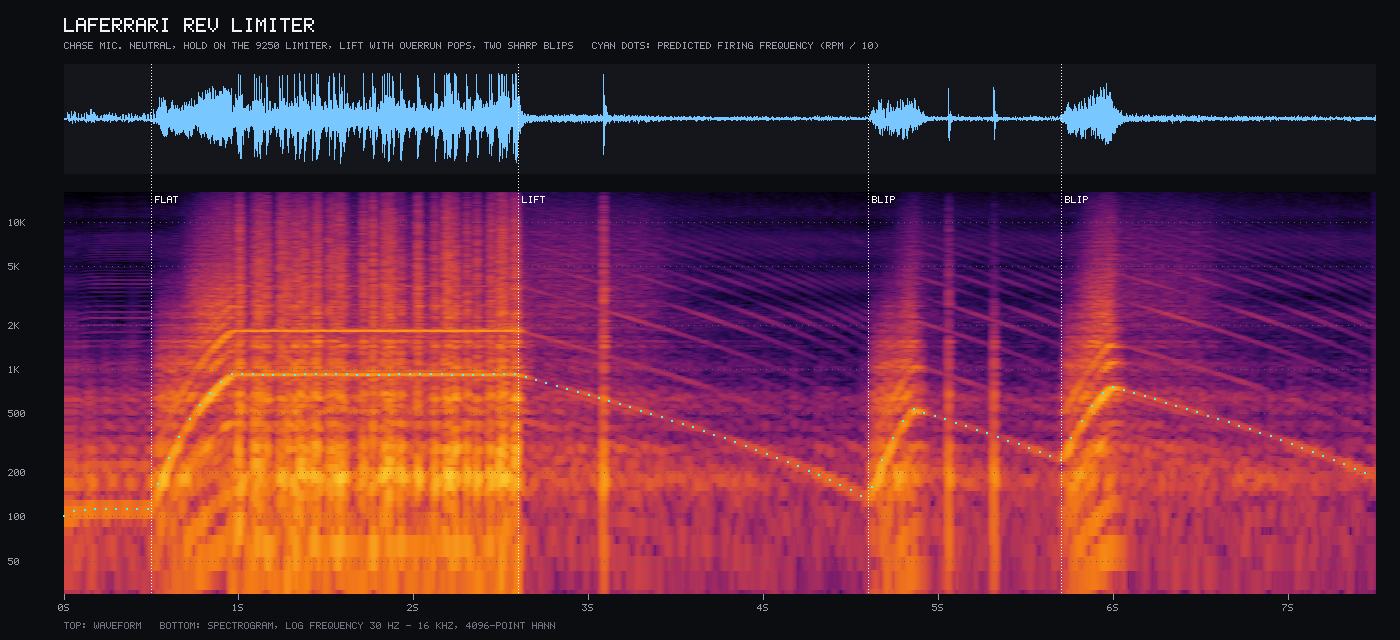 LAFERRARI REV LIMITER
CHASE MIC. NEUTRAL, HOLD ON THE 9250 LIMITER, LIFT WITH OVERRUN POPS, TWO SHARP BLIPS   CYAN DOTS: PREDICTED FIRING FREQUENCY (RPM / 10)
FLAT LIFT BLIP BLIP
10K
5K
2K
1K
500
200
100
50
0S 1S 2S 3S 4S 5S 6S 7S
TOP: WAVEFORM   BOTTOM: SPECTROGRAM, LOG FREQUENCY 30 HZ - 16 KHZ, 4096-POINT HANN